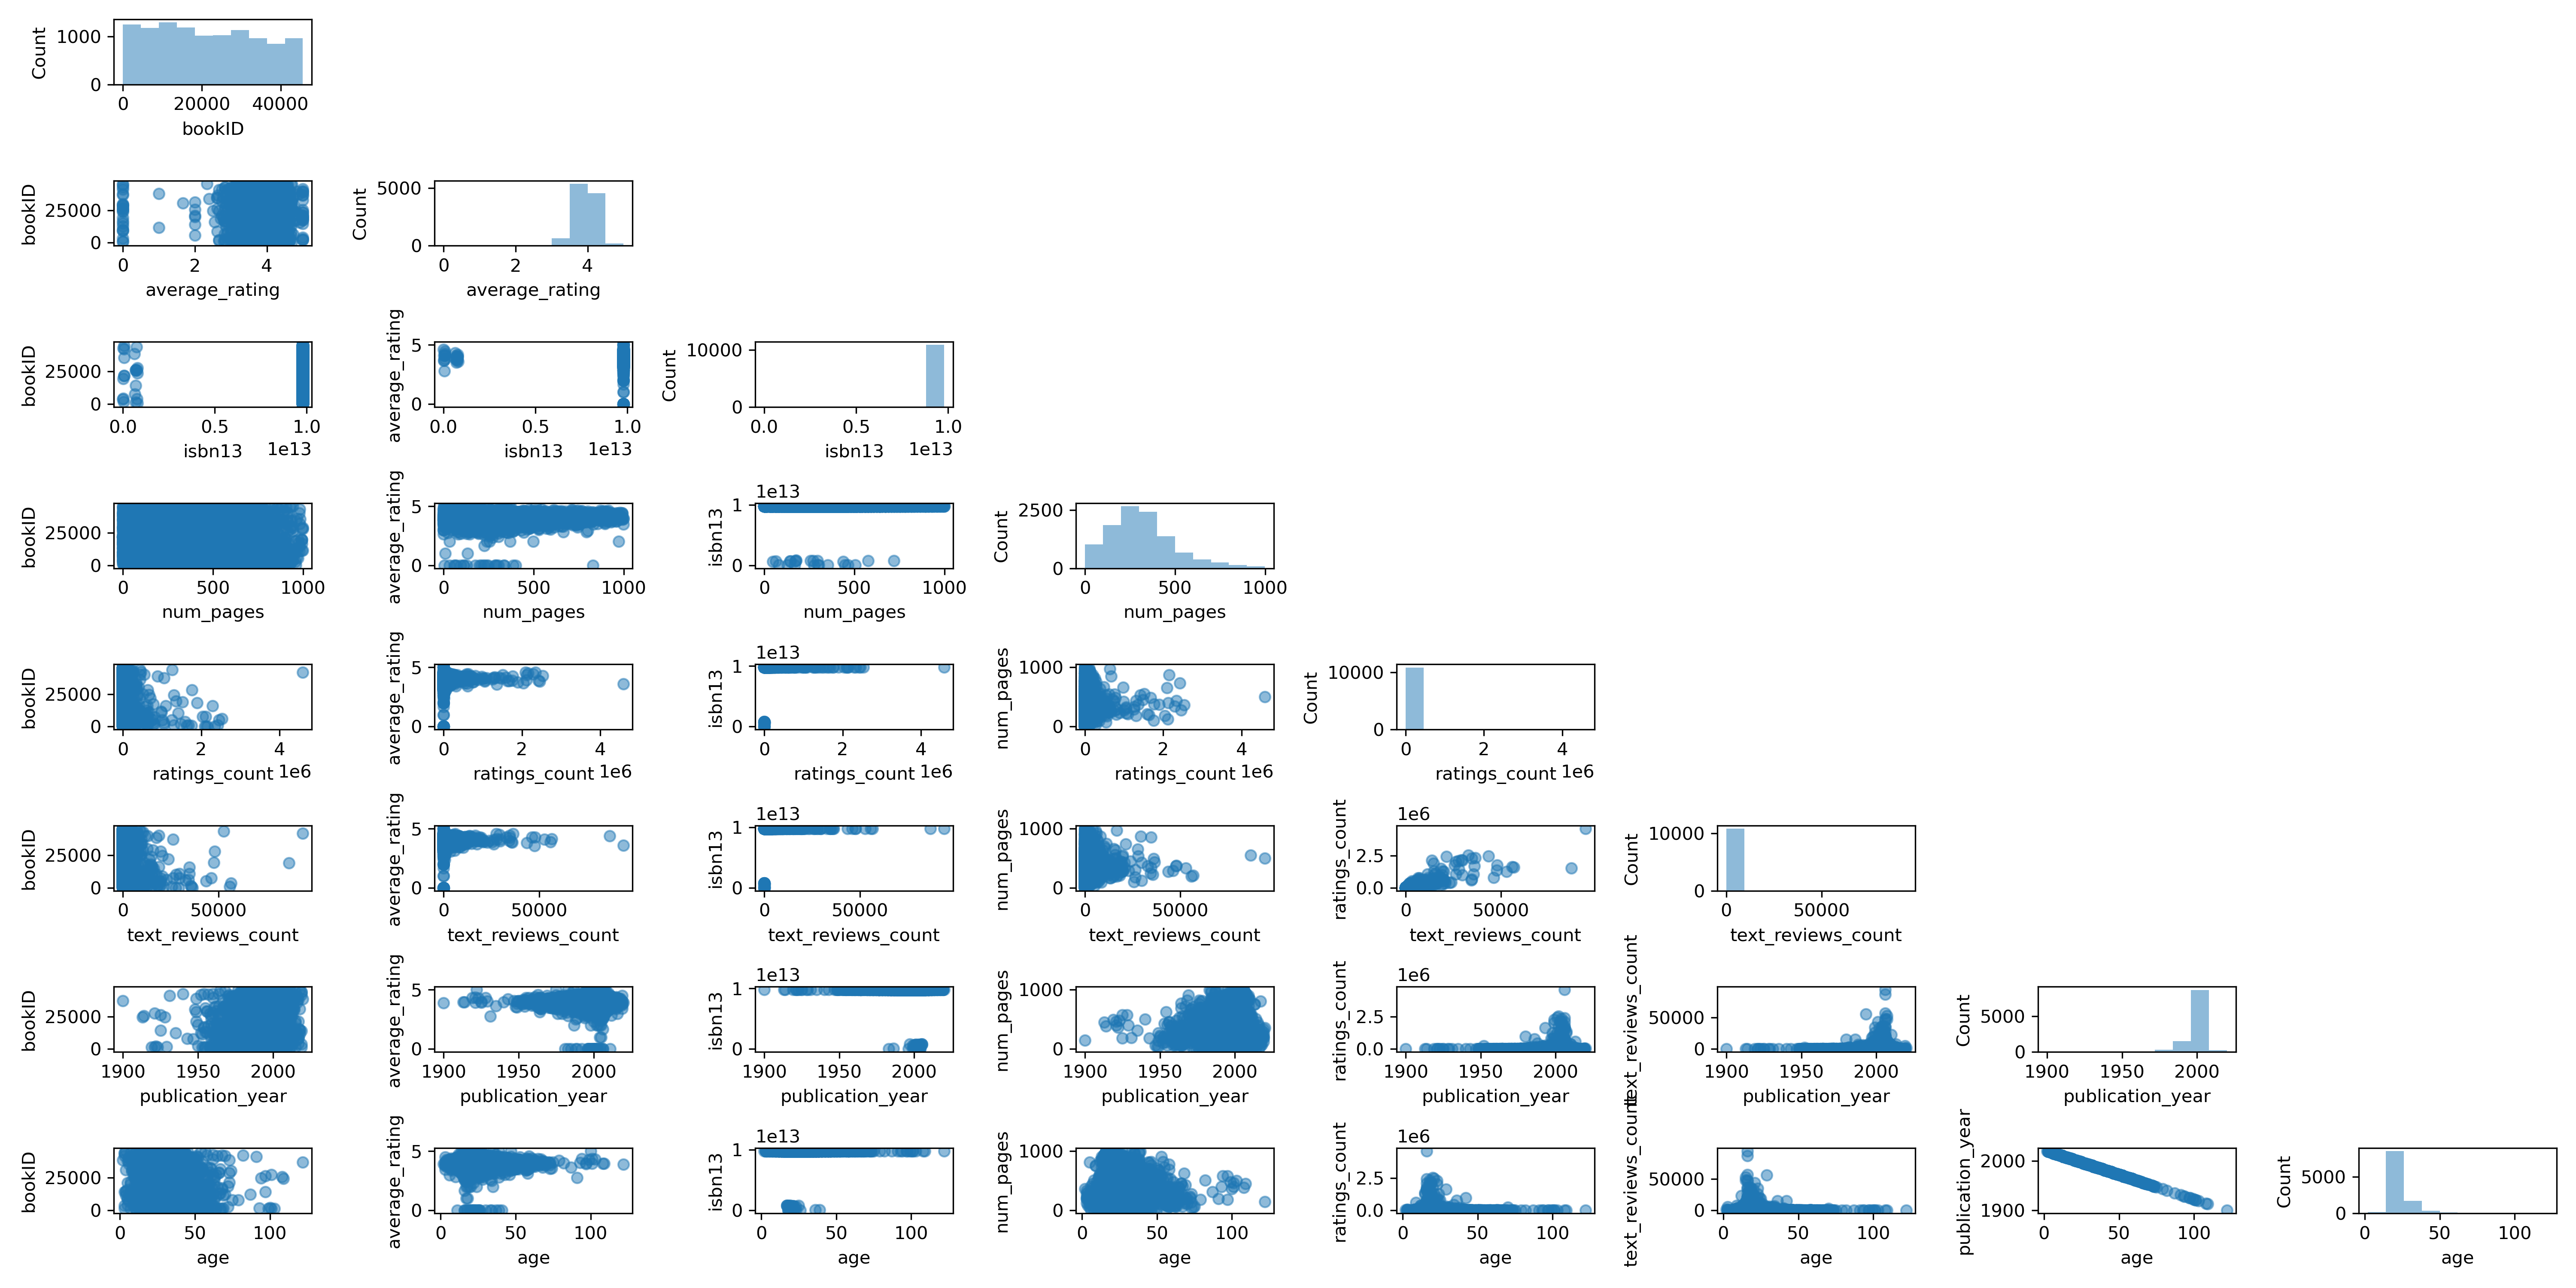 Count
1000
0
0 20000 40000
bookID
bookID
25000
0
0 2 4
average_rating
Count
5000
0
0 2 4
average_rating
bookID
25000
0
0.0 0.5 1.0
isbn13 1e13
average_rating
5
0
0.0 0.5 1.0
isbn13 1e13
Count
10000
0
0.0 0.5 1.0
isbn13 1e13
bookID
25000
0
0 500 1000
num_pages
average_rating
5
0
0 500 1000
num_pages
1e13
isbn13
1
0
0 500 1000
num_pages
Count
2500
0
0 500 1000
num_pages
bookID
25000
0
0 2 4
ratings_count 1e6
average_rating
5
0
0 2 4
ratings_count 1e6
1e13
isbn13
1
0
0 2 4
ratings_count 1e6
num_pages
1000
0
0 2 4
ratings_count 1e6
Count
10000
0
0 2 4
ratings_count 1e6
bookID
25000
0
0 50000
text_reviews_count
average_rating
5
0
0 50000
text_reviews_count
1e13
isbn13
1
0
0 50000
text_reviews_count
num_pages
1000
0
0 50000
text_reviews_count
1e6
ratings_count
2.5
0.0
0 50000
text_reviews_count
Count
10000
0
0 50000
text_reviews_count
bookID
25000
0
1900 1950 2000
publication_year
average_rating
5
0
1900 1950 2000
publication_year
1e13
isbn13
1
0
1900 1950 2000
publication_year
num_pages
1000
0
1900 1950 2000
publication_year
1e6
ratings_count
2.5
0.0
1900 1950 2000
publication_year
text_reviews_count
50000
0
1900 1950 2000
publication_year
Count
5000
0
1900 1950 2000
publication_year
bookID
25000
0
0 50 100
age
average_rating
5
0
0 50 100
age
1e13
isbn13
1
0
0 50 100
age
num_pages
1000
0
0 50 100
age
1e6
ratings_count
2.5
0.0
0 50 100
age
text_reviews_count
50000
0
0 50 100
age
publication_year
2000
1900
0 50 100
age
Count
5000
0
0 50 100
age